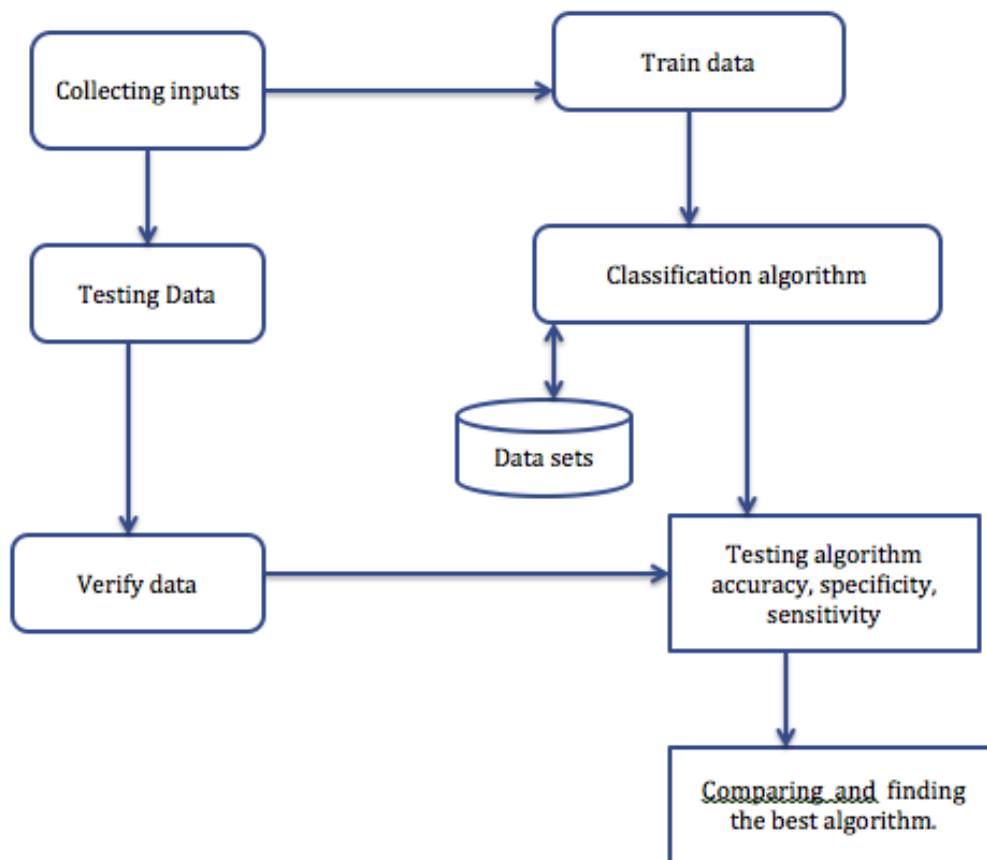 Collecting inputs
Train data
Testing Data
Classification algorithm
Data sets
Verify data
Testing algorithm
accuracy, specificity,
sensitivity
Comparing and finding
the best algorithm.